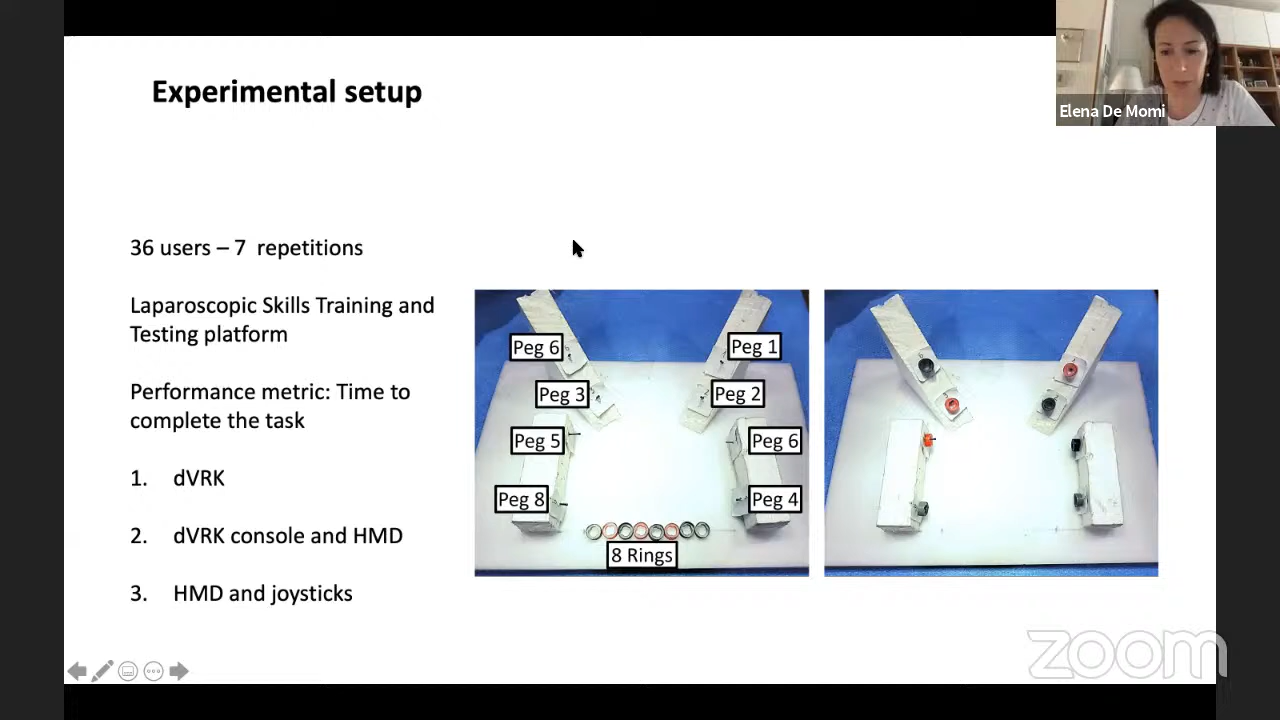 Experimental setup
Elena De Momi
36 users – 7 repetitions
Laparoscopic Skills Training and
Testing platform
Performance metric: Time to
complete the task
1. dVRK
2. dVRK console and HMD
3. HMD and joysticks
Peg 6
Peg 1
Peg 3
Peg 2
Peg 5
Peg 6
Peg 8
Peg 4
8 Rings
zoom